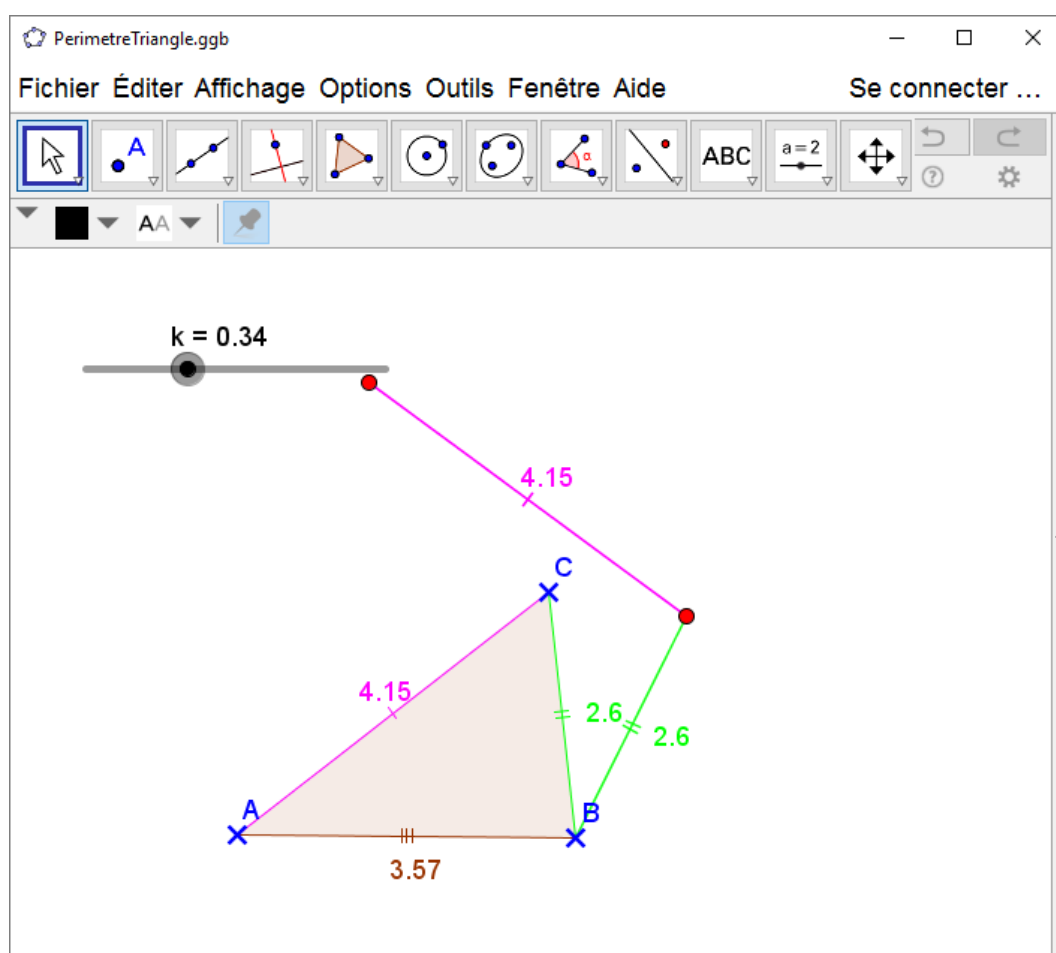 PerimetreTriangle.ggb
Fichier Éditer Affichage Options Outils Fenêtre Aide Se connecter ...
A α ABC a=2
AA
k = 0.34
4.15
C
4.15
2.6
2.6
A
B
3.57